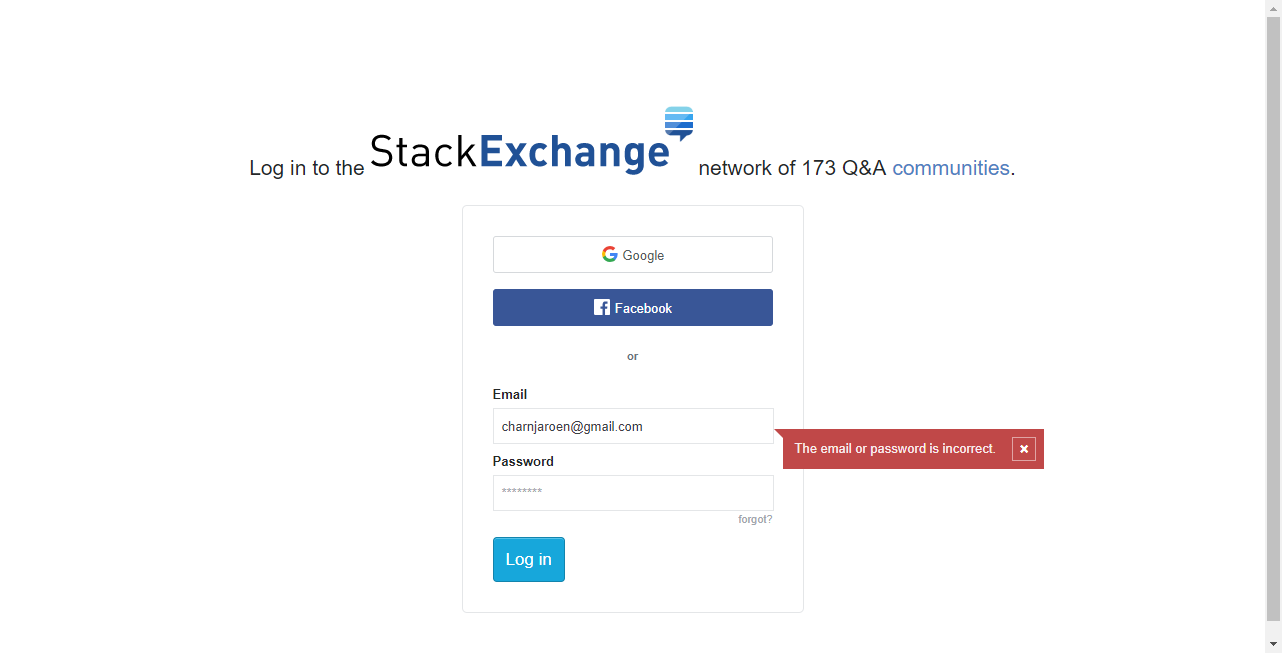 Log in to the StackExchange network of 173 Q&A communities.
Google
Facebook
or
Email
charnjaroen@gmail.com
The email or password is incorrect.
Password
********
forgot?
Log in